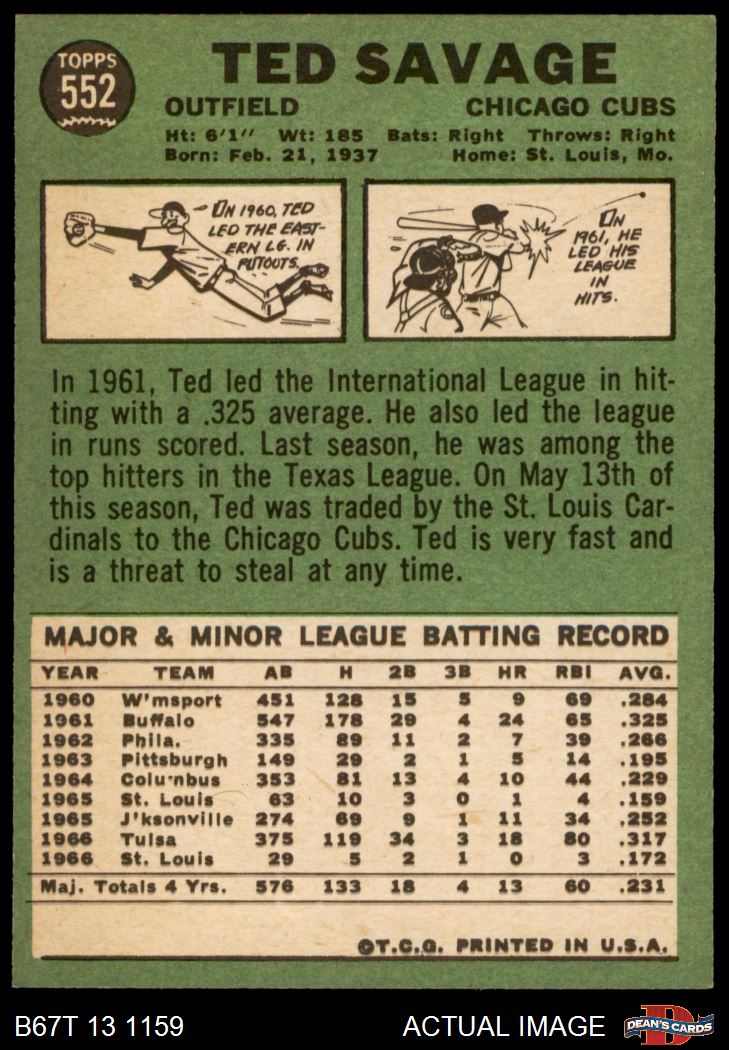 TOPPS
552
TED SAVAGE
OUTFIELD CHICAGO CUBS
Ht: 6'1" Wt: 185 Bats: Right Throws: Right
Born: Feb. 21, 1937 Home: St. Louis, Mo.
IN 1960, TED
LED THE EAST-
ERN LG. IN
PUTOUTS.
IN
1961, HE
LED HIS
LEAGUE
IN
HITS.
In 1961, Ted led the International League in hit-
ting with a .325 average. He also led the league
in runs scored. Last season, he was among the
top hitters in the Texas League. On May 13th of
this season, Ted was traded by the St. Louis Car-
dinals to the Chicago Cubs. Ted is very fast and
is a threat to steal at any time.
MAJOR & MINOR LEAGUE BATTING RECORD
YEAR TEAM AB H 2B 3B HR RBI AVG.
1960 W'msport 451 128 15 5 9 69 .284
1961 Buffalo 547 178 29 4 24 65 .325
1962 Phila. 335 89 11 2 7 39 .266
1963 Pittsburgh 149 29 2 1 5 14 .195
1964 Columbus 353 81 13 4 10 44 .229
1965 St. Louis 63 10 3 0 1 4 .159
1965 J'ksonville 274 69 9 1 11 34 .252
1966 Tulsa 375 119 34 3 18 80 .317
1966 St. Louis 29 5 2 1 0 3 .172
Maj. Totals 4 Yrs. 576 133 18 4 13 60 .231
©T.C.G. PRINTED IN U.S.A.
B67T 13 1159 ACTUAL IMAGE DEAN'S CARDS